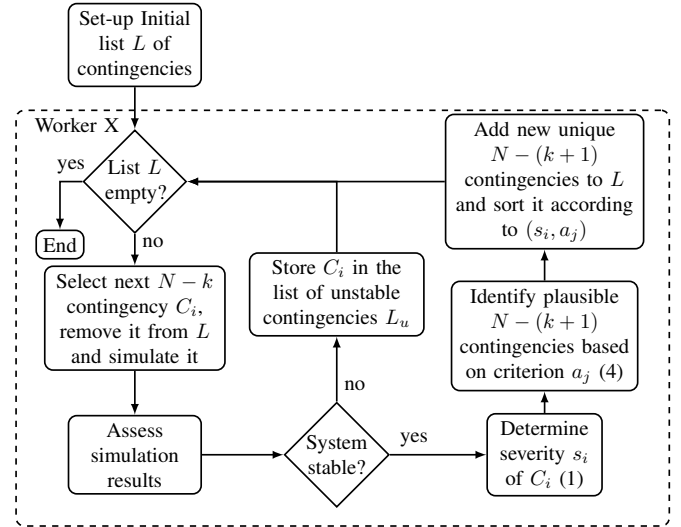 Set-up Initial
list L of
contingencies
Worker X
yes
List L
empty?
no
End
Select next N − k
contingency C_i,
remove it from L
and simulate it
Assess
simulation
results
System
stable?
no
yes
Store C_i in the
list of unstable
contingencies L_u
Determine
severity s_i
of C_i (1)
Identify plausible
N − (k + 1)
contingencies based
on criterion a_j (4)
Add new unique
N − (k + 1)
contingencies to L
and sort it according
to (s_i, a_j)